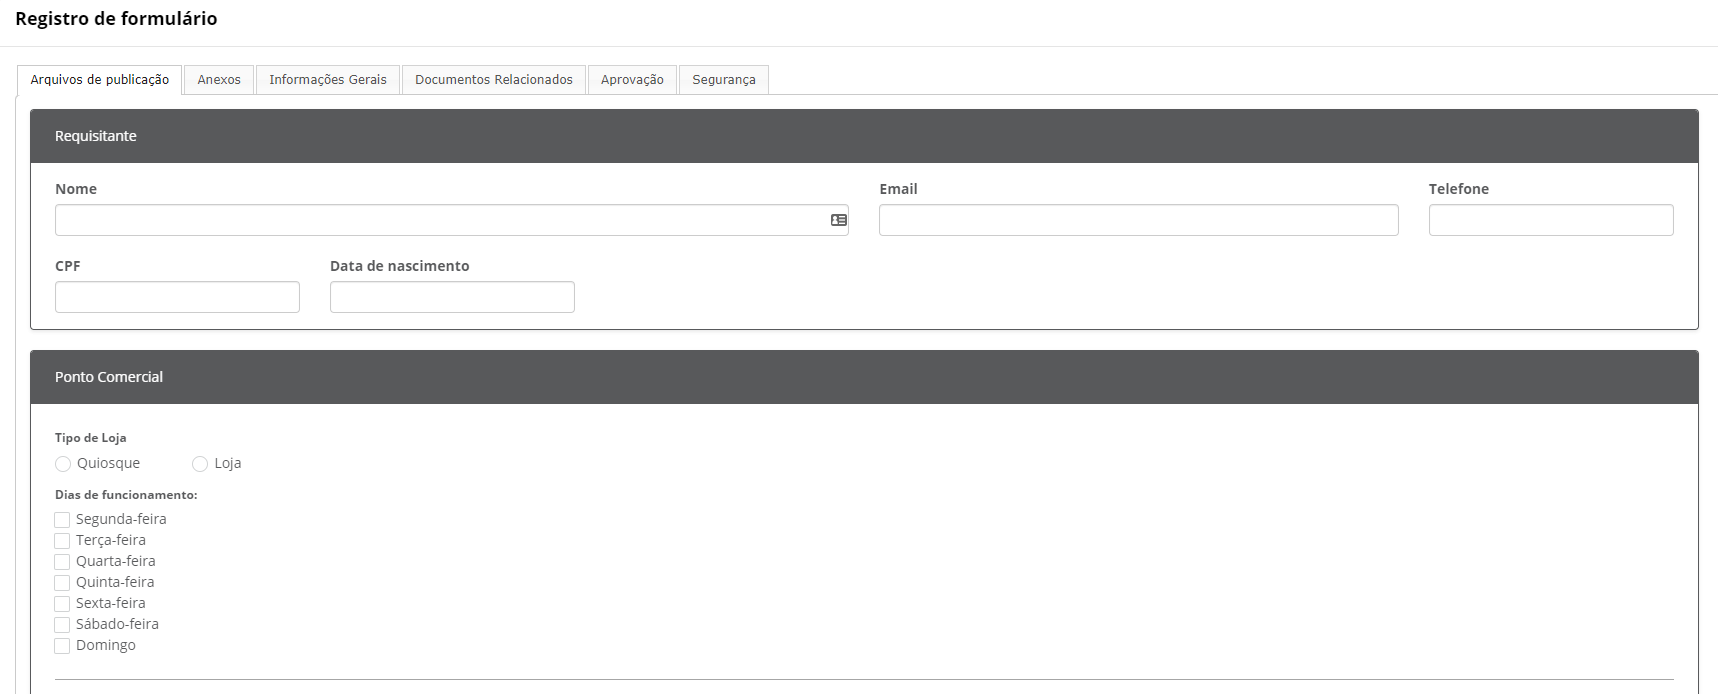 Registro de formulário
Arquivos de publicação Anexos Informações Gerais Documentos Relacionados Aprovação Segurança
Requisitante
Nome Email Telefone
CPF Data de nascimento
Ponto Comercial
Tipo de Loja
Quiosque Loja
Dias de funcionamento:
Segunda-feira
Terça-feira
Quarta-feira
Quinta-feira
Sexta-feira
Sábado-feira
Domingo